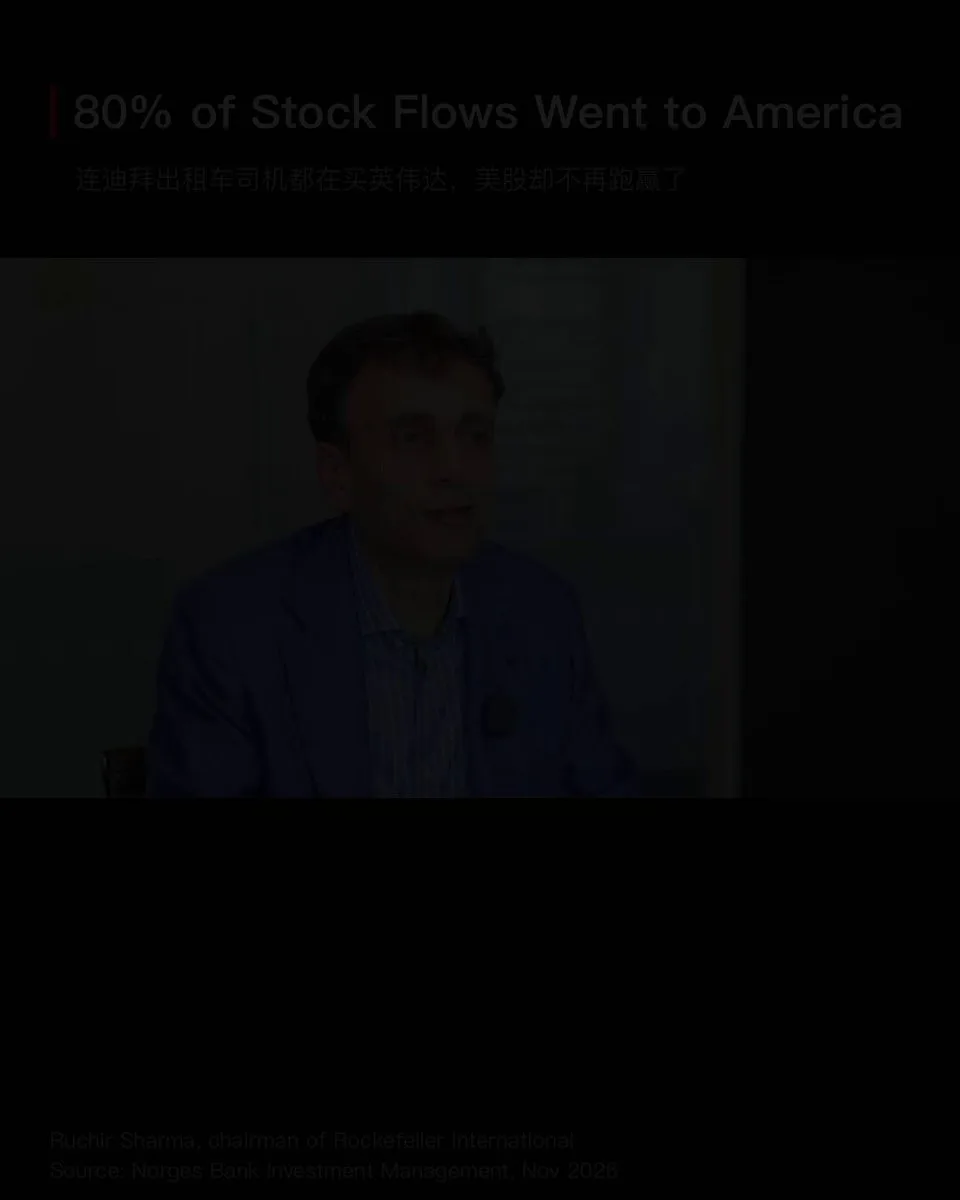 80% of Stock Flows Went to America
连迪拜出租车司机都在买英伟达，美股却不再跑赢了
Ruchir Sharma, chairman of Rockefeller International
Source: Norges Bank Investment Management, Nov 2026